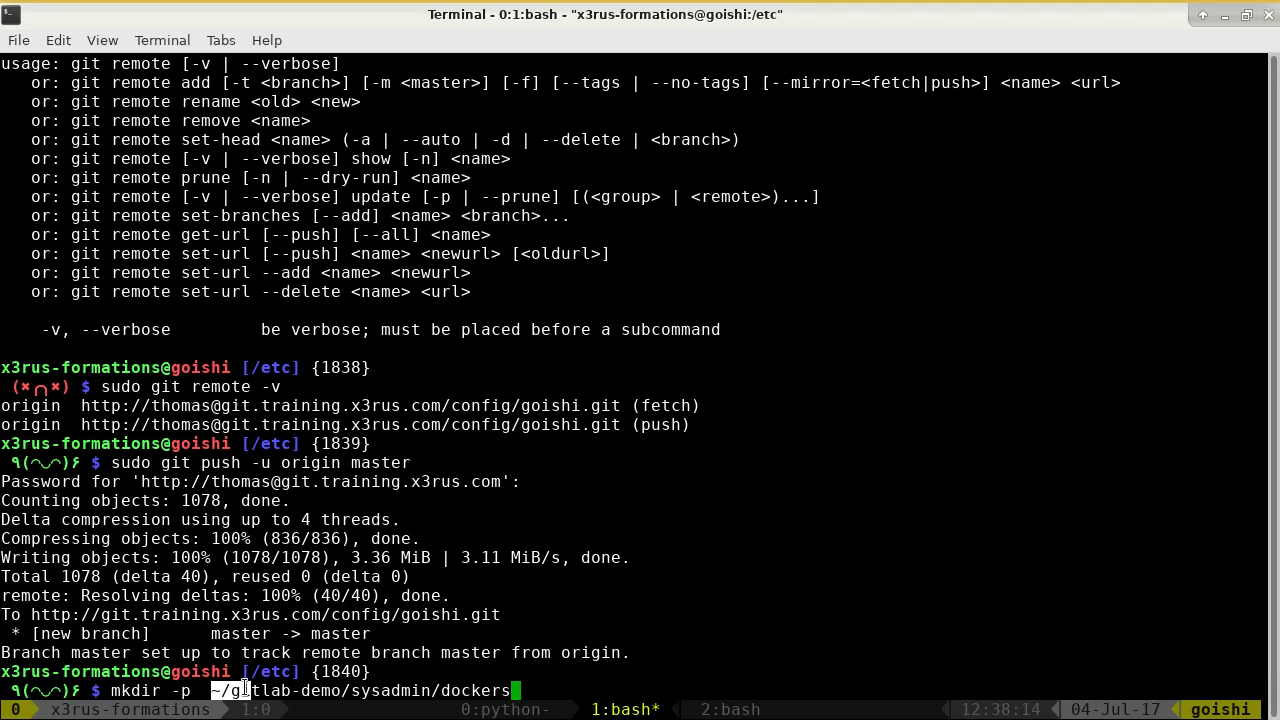 Terminal - 0:1:bash - "x3rus-formations@goishi:/etc"
File Edit View Terminal Tabs Help
usage: git remote [-v | --verbose]
   or: git remote add [-t <branch>] [-m <master>] [-f] [--tags | --no-tags] [--mirror=<fetch|push>] <name> <url>
   or: git remote rename <old> <new>
   or: git remote remove <name>
   or: git remote set-head <name> (-a | --auto | -d | --delete | <branch>)
   or: git remote [-v | --verbose] show [-n] <name>
   or: git remote prune [-n | --dry-run] <name>
   or: git remote [-v | --verbose] update [-p | --prune] [(<group> | <remote>)...]
   or: git remote set-branches [--add] <name> <branch>...
   or: git remote get-url [--push] [--all] <name>
   or: git remote set-url [--push] <name> <newurl> [<oldurl>]
   or: git remote set-url --add <name> <newurl>
   or: git remote set-url --delete <name> <url>
    -v, --verbose         be verbose; must be placed before a subcommand
x3rus-formations@goishi [/etc] {1838}
 (✖╭╮✖) $ sudo git remote -v
origin  http://thomas@git.training.x3rus.com/config/goishi.git (fetch)
origin  http://thomas@git.training.x3rus.com/config/goishi.git (push)
x3rus-formations@goishi [/etc] {1839}
 ٩(◠◡◠)۶ $ sudo git push -u origin master
Password for 'http://thomas@git.training.x3rus.com':
Counting objects: 1078, done.
Delta compression using up to 4 threads.
Compressing objects: 100% (836/836), done.
Writing objects: 100% (1078/1078), 3.36 MiB | 3.11 MiB/s, done.
Total 1078 (delta 40), reused 0 (delta 0)
remote: Resolving deltas: 100% (40/40), done.
To http://git.training.x3rus.com/config/goishi.git
 * [new branch]      master -> master
Branch master set up to track remote branch master from origin.
x3rus-formations@goishi [/etc] {1840}
 ٩(◠◡◠)۶ $ mkdir -p  ~/gitlab-demo/sysadmin/dockers
0 x3rus-formations 1:0 0:python- 1:bash* 2:bash 12:38:14 04-Jul-17 goishi